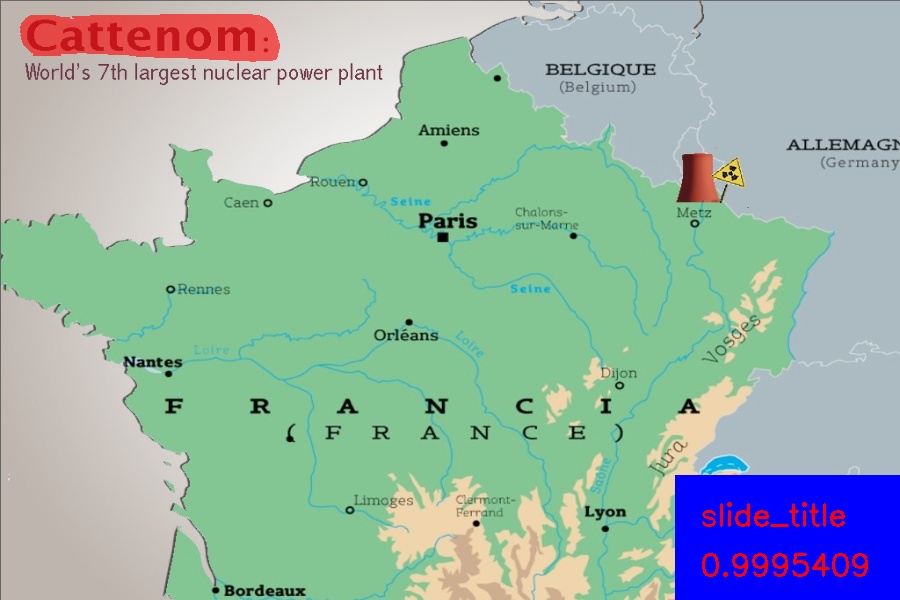 Cattenom:
World's 7th largest nuclear power plant
BELGIQUE
(Belgium)
Amiens
ALLEMAGN
(Germany
Rouen
Caen
Seine
Paris
Chalons-
sur-Marne
Metz
Rennes
Seine
Orléans
Loire
Loire
Vosges
Nantes
Dijon
F R A N C I A
( F R A N C E )
Jura
Saône
Limoges
Clermont-
Ferrand
Lyon
slide_title
0.9995409
Bordeaux